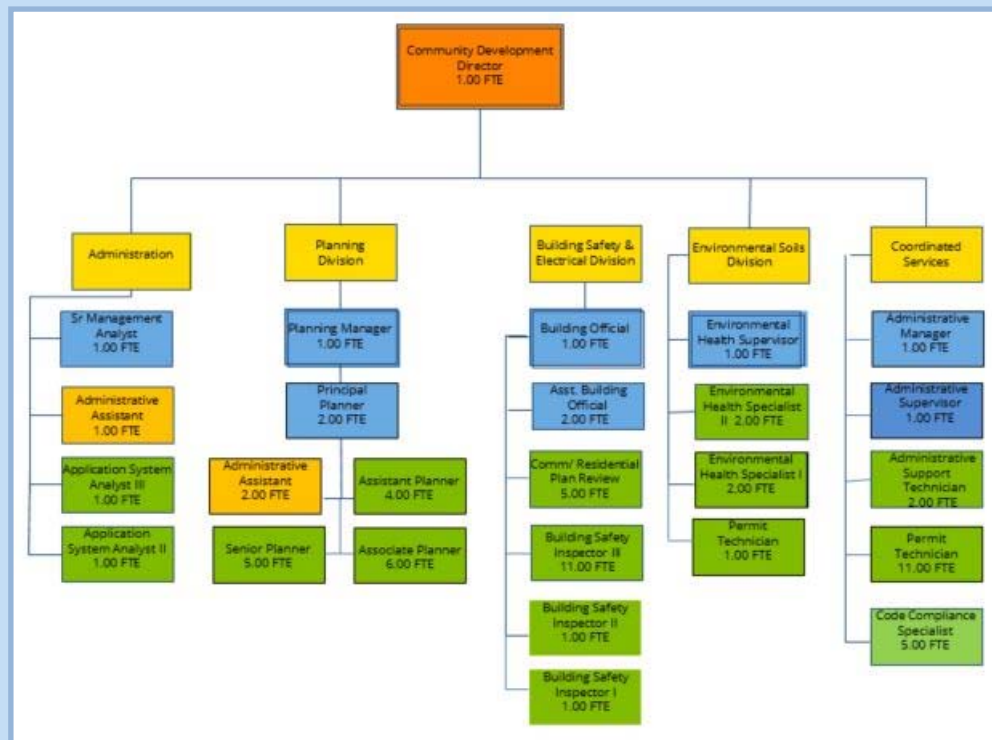 Community Development
Director
1.00 FTE
Administration
Sr Management
Analyst
1.00 FTE
Administrative
Assistant
1.00 FTE
Application System
Analyst III
1.00 FTE
Application
System Analyst II
1.00 FTE
Planning
Division
Planning Manager
1.00 FTE
Principal
Planner
2.00 FTE
Administrative
Assistant
2.00 FTE
Assistant Planner
4.00 FTE
Senior Planner
5.00 FTE
Associate Planner
6.00 FTE
Building Safety &
Electrical Division
Building Official
1.00 FTE
Asst. Building
Official
2.00 FTE
Comm/ Residential
Plan Review
5.00 FTE
Building Safety
Inspector III
11.00 FTE
Building Safety
Inspector II
1.00 FTE
Building Safety
Inspector I
1.00 FTE
Environmental Soils
Division
Environmental
Health Supervisor
1.00 FTE
Environmental
Health Specialist
II 2.00 FTE
Environmental
Health Specialist I
2.00 FTE
Permit Technician
1.00 FTE
Coordinated
Services
Administrative
Manager
1.00 FTE
Administrative
Supervisor
1.00 FTE
Administrative
Support
Technician
2.00 FTE
Permit
Technician
11.00 FTE
Code Compliance
Specialist
5.00 FTE